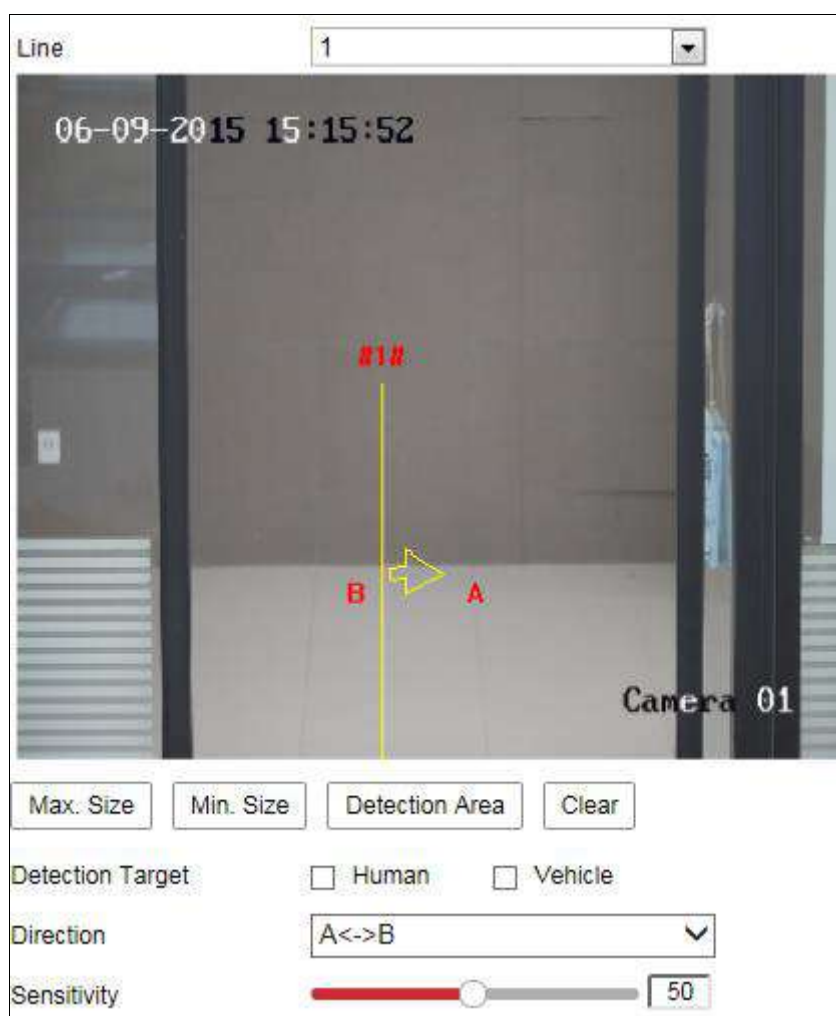 Line 1
06-09-2015 15:15:52
#1#
B A
Camera 01
Max. Size Min. Size Detection Area Clear
Detection Target Human Vehicle
Direction A<->B
Sensitivity 50